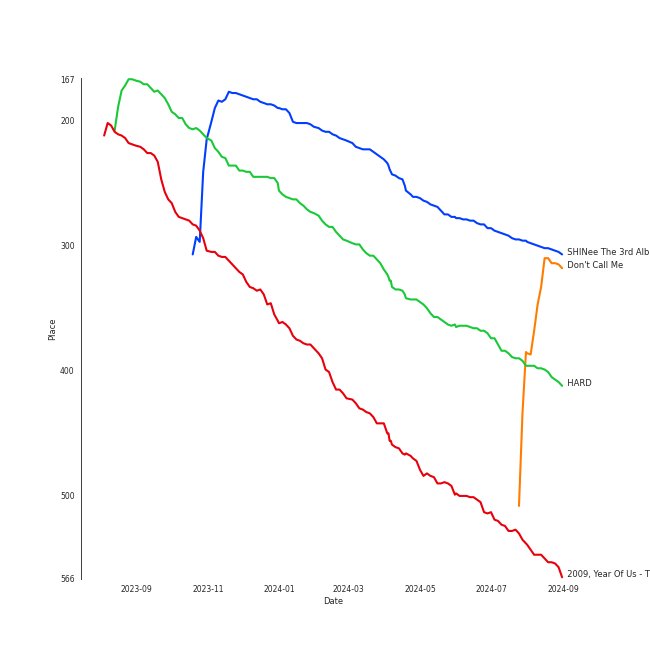 167
200
300
400
500
566
Place
2023-09
2023-11
2024-01
2024-03
2024-05
2024-07
2024-09
Date
SHINee The 3rd Alb
Don't Call Me
HARD
2009, Year Of Us - T